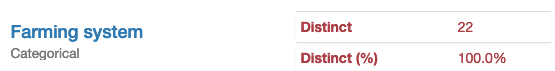 Farming system
Categorical
Distinct 22
Distinct (%) 100.0%